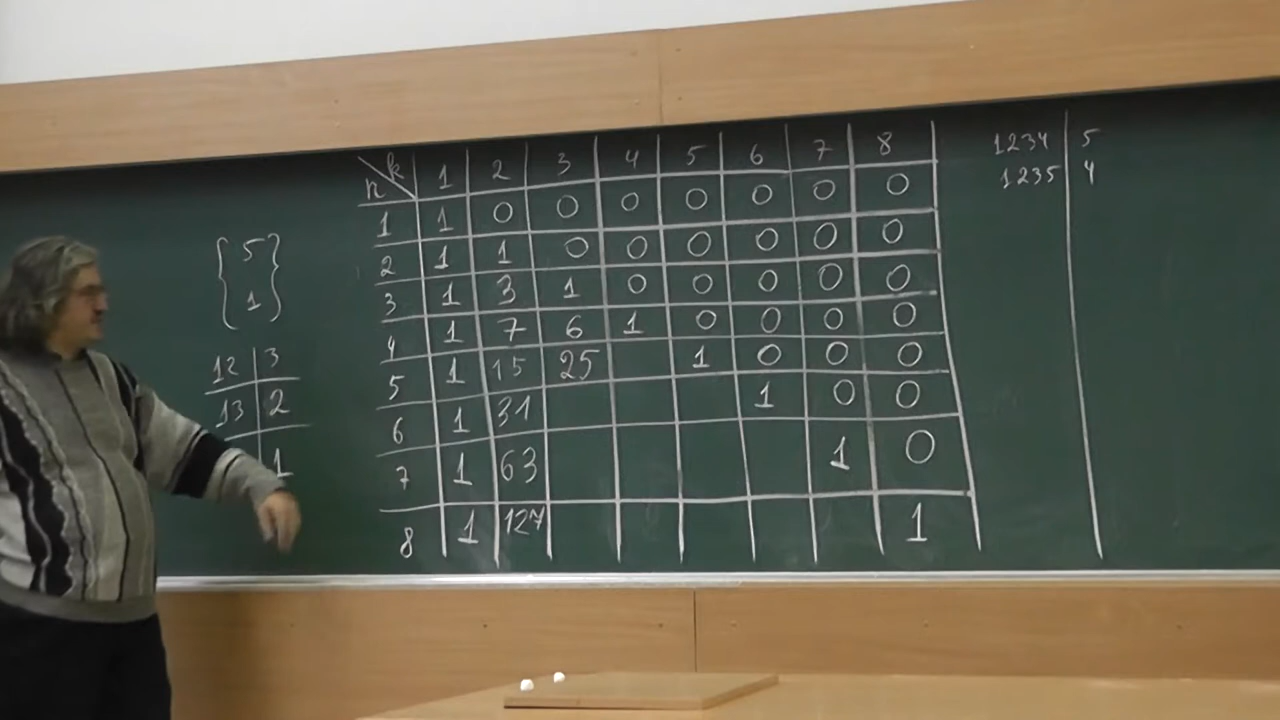 { 5
1 }
12 | 3
13 | 2
1
n \ k | 1 | 2 | 3 | 4 | 5 | 6 | 7 | 8
1 | 1 | 0 | 0 | 0 | 0 | 0 | 0 | 0
2 | 1 | 1 | 0 | 0 | 0 | 0 | 0 | 0
3 | 1 | 3 | 1 | 0 | 0 | 0 | 0 | 0
4 | 1 | 7 | 6 | 1 | 0 | 0 | 0 | 0
5 | 1 | 15 | 25 | | 1 | 0 | 0 | 0
6 | 1 | 31 | | | | 1 | 0 | 0
7 | 1 | 63 | | | | | 1 | 0
8 | 1 | 127 | | | | | | 1
1234 | 5
1235 | 4